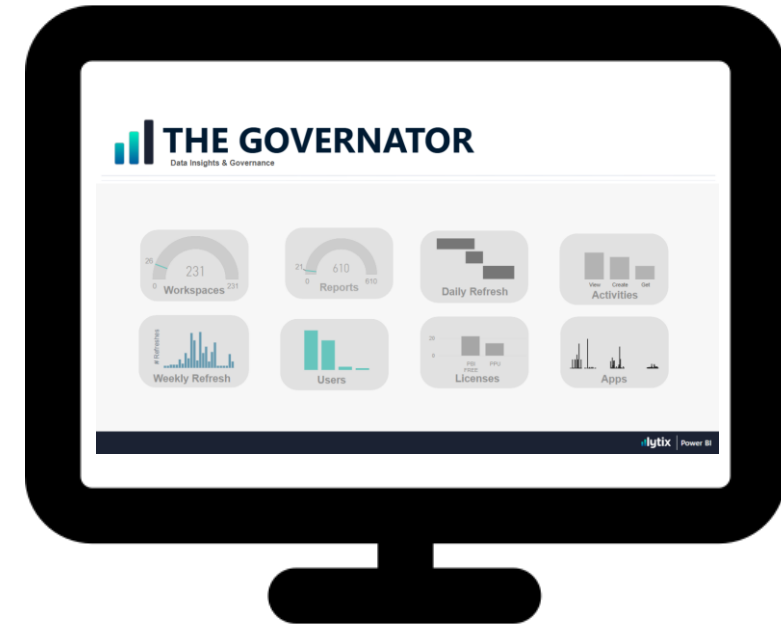 THE GOVERNATOR
Data Insights & Governance
26
231
0
231
Workspaces
21
610
0
610
Reports
Daily Refresh
View Create Del
Activities
# Refreshes
Weekly Refresh
Users
0
PBI FREE
PPU
Licenses
Apps
lytix | Power BI